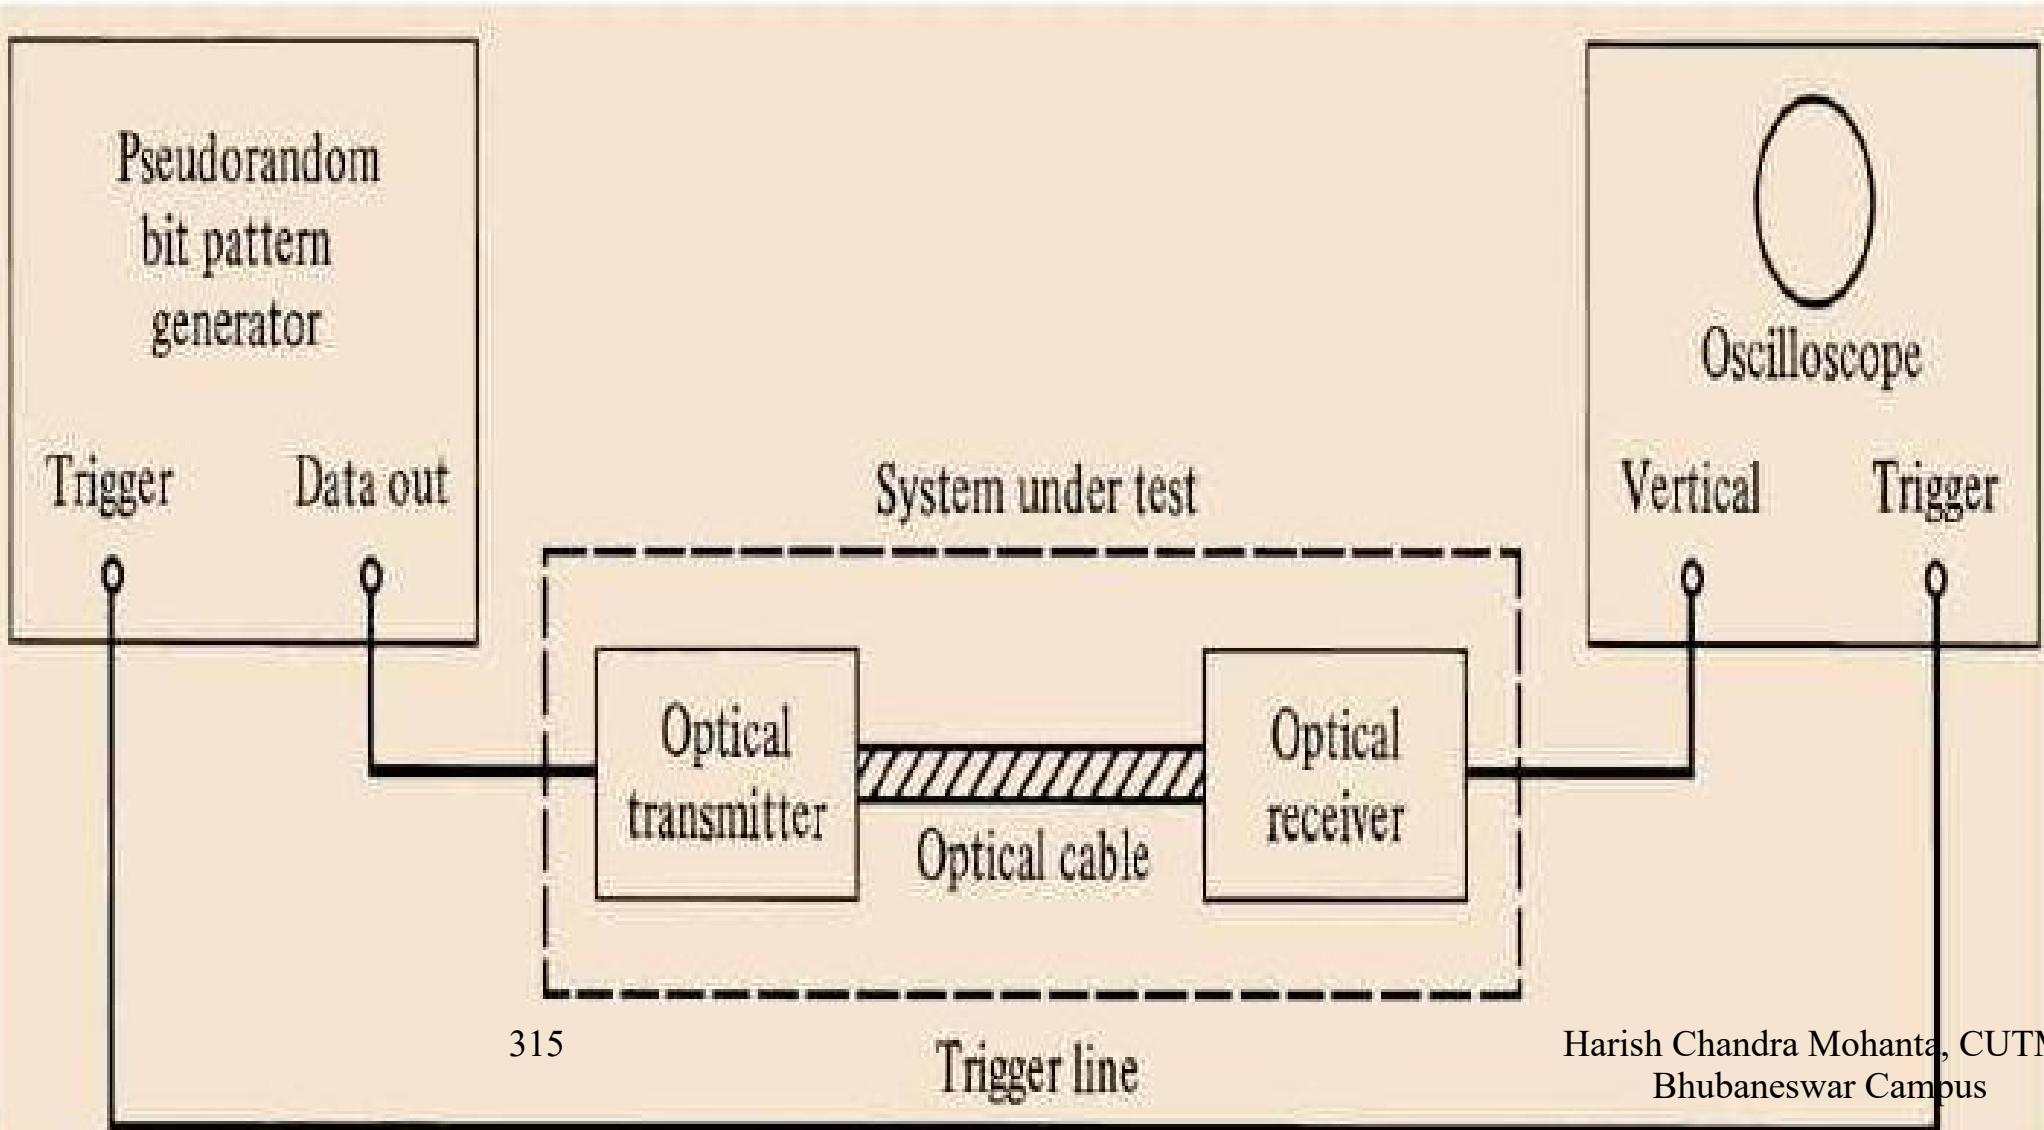 Pseudorandom
bit pattern
generator
Trigger
Data out
Oscilloscope
Vertical
Trigger
System under test
Optical
transmitter
Optical cable
Optical
receiver
315
Trigger line
Harish Chandra Mohanta, CUTM
Bhubaneswar Campus